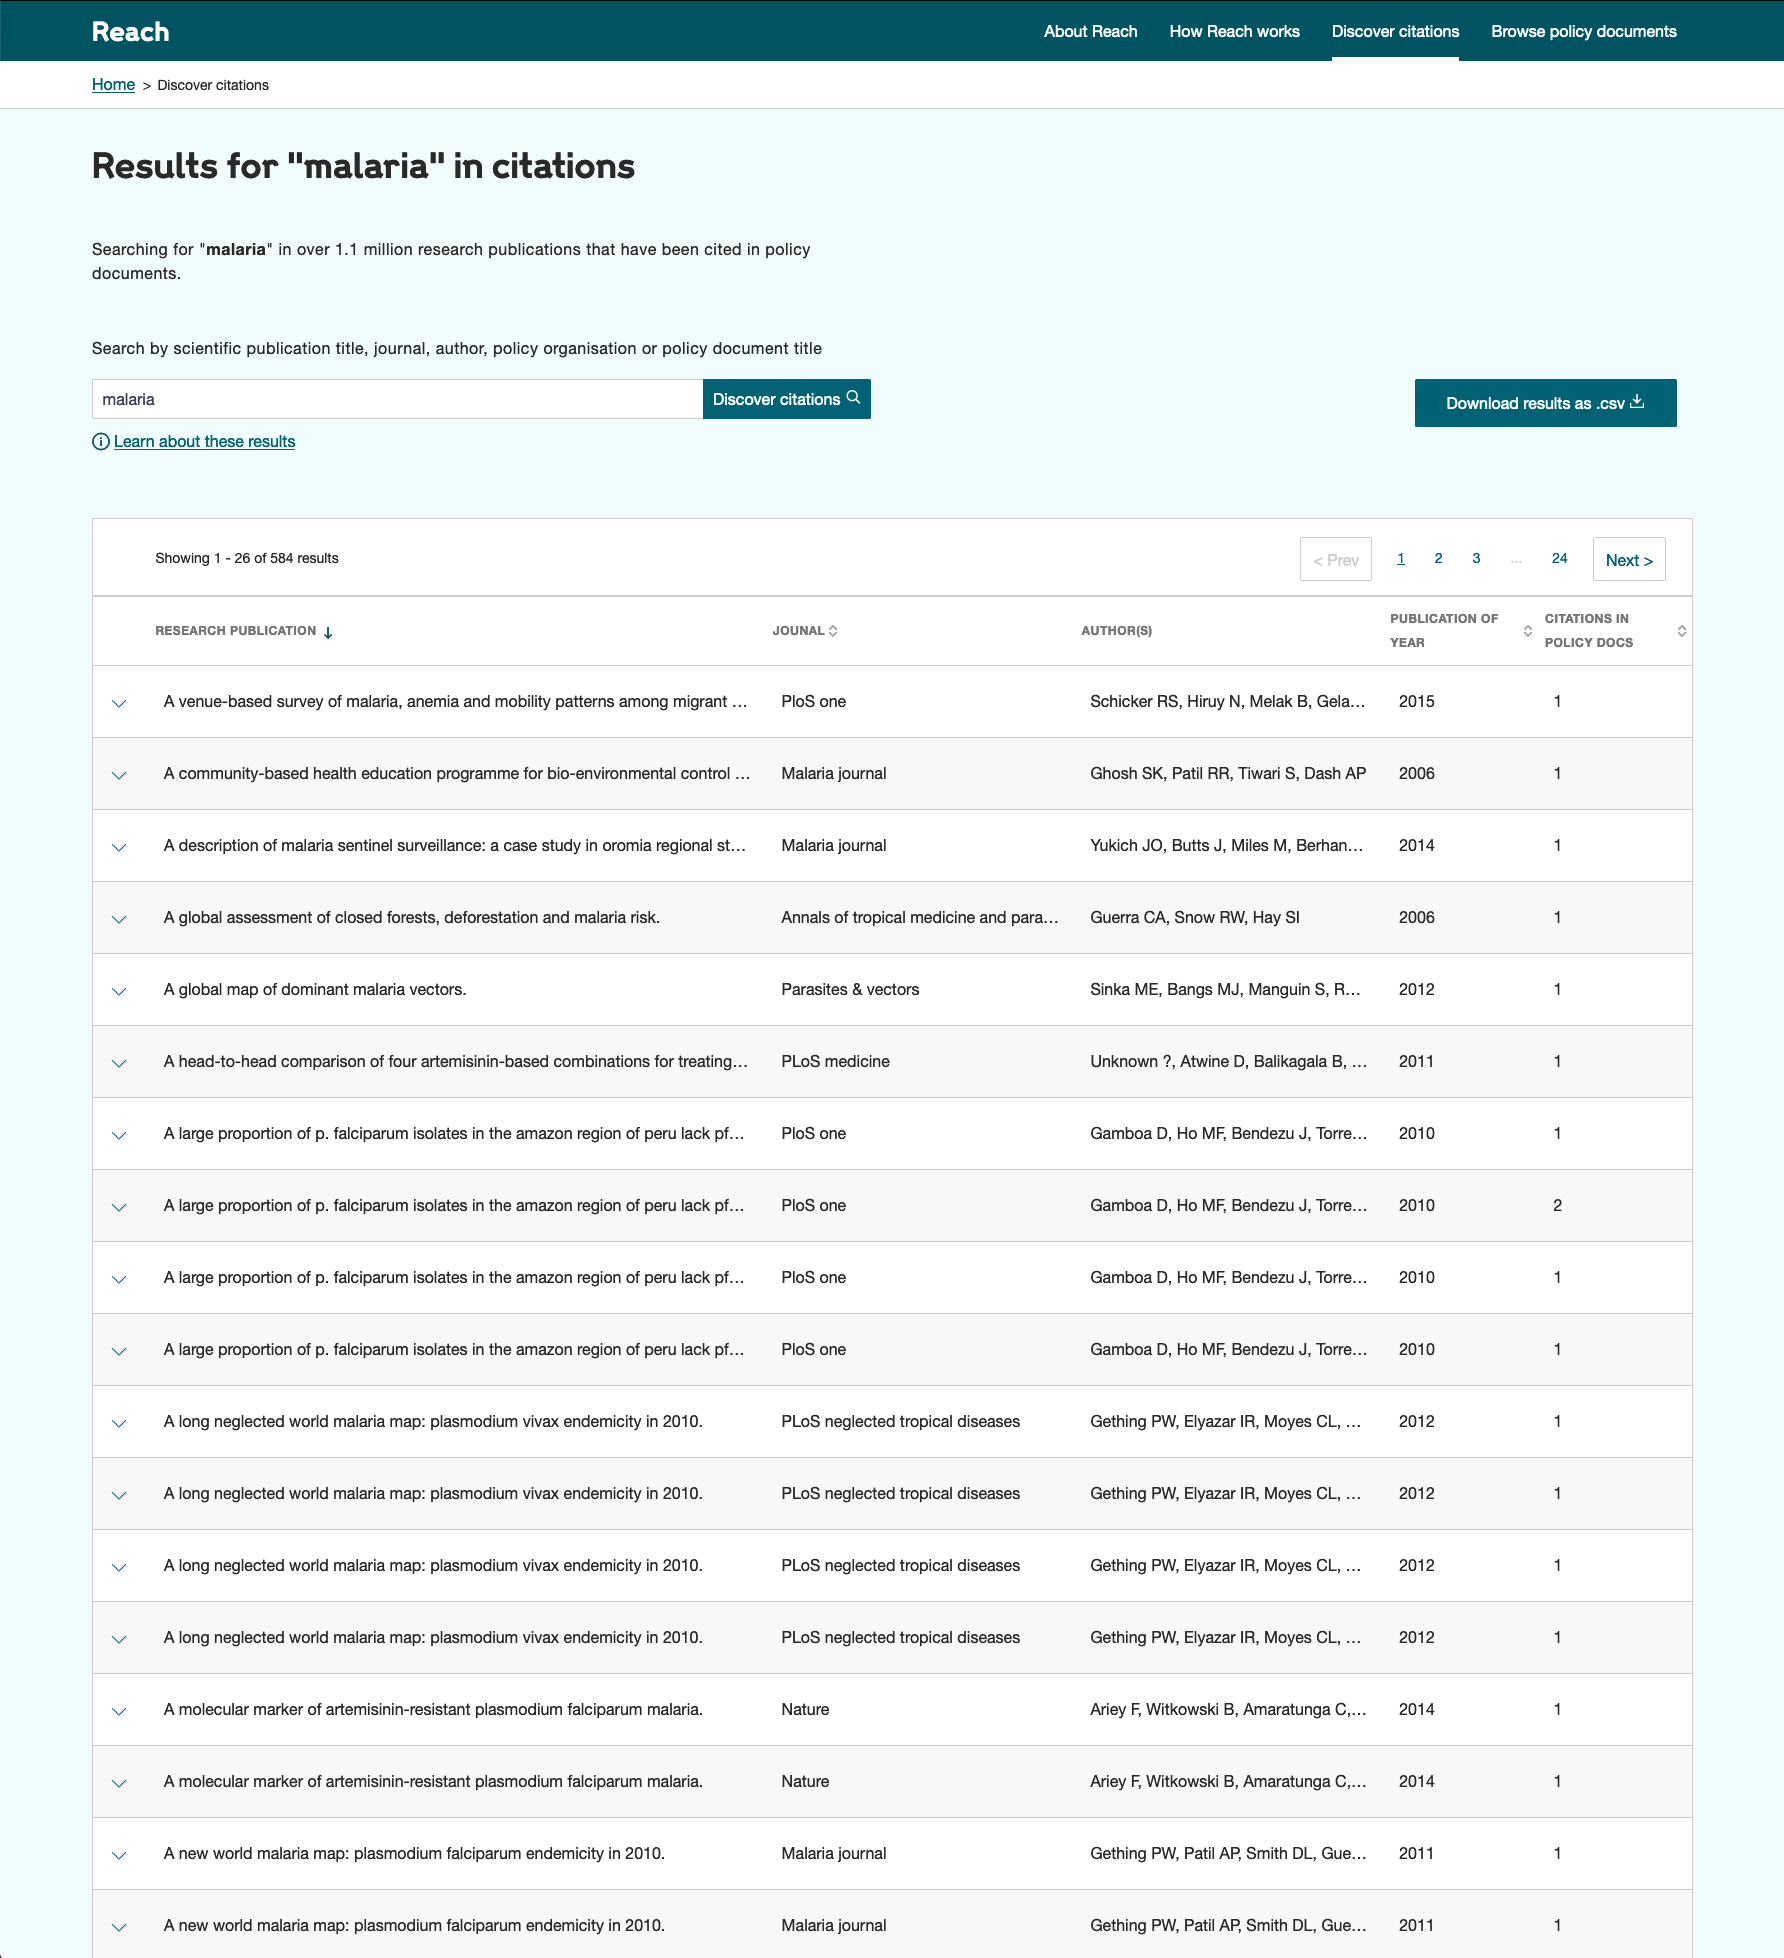 Reach
About Reach How Reach works Discover citations Browse policy documents
Home > Discover citations
Results for "malaria" in citations
Searching for "malaria" in over 1.1 million research publications that have been cited in policy
documents.
Search by scientific publication title, journal, author, policy organisation or policy document title
malaria Discover citations Download results as .csv
Learn about these results
Showing 1 - 26 of 584 results < Prev 1 2 3 ... 24 Next >
RESEARCH PUBLICATION JOUNAL AUTHOR(S) PUBLICATION OF YEAR CITATIONS IN POLICY DOCS
A venue-based survey of malaria, anemia and mobility patterns among migrant ... PloS one Schicker RS, Hiruy N, Melak B, Gela... 2015 1
A community-based health education programme for bio-environmental control ... Malaria journal Ghosh SK, Patil RR, Tiwari S, Dash AP 2006 1
A description of malaria sentinel surveillance: a case study in oromia regional st... Malaria journal Yukich JO, Butts J, Miles M, Berhan... 2014 1
A global assessment of closed forests, deforestation and malaria risk. Annals of tropical medicine and para... Guerra CA, Snow RW, Hay SI 2006 1
A global map of dominant malaria vectors. Parasites & vectors Sinka ME, Bangs MJ, Manguin S, R... 2012 1
A head-to-head comparison of four artemisinin-based combinations for treating... PLoS medicine Unknown ?, Atwine D, Balikagala B, ... 2011 1
A large proportion of p. falciparum isolates in the amazon region of peru lack pf... PloS one Gamboa D, Ho MF, Bendezu J, Torre... 2010 1
A large proportion of p. falciparum isolates in the amazon region of peru lack pf... PloS one Gamboa D, Ho MF, Bendezu J, Torre... 2010 2
A large proportion of p. falciparum isolates in the amazon region of peru lack pf... PloS one Gamboa D, Ho MF, Bendezu J, Torre... 2010 1
A large proportion of p. falciparum isolates in the amazon region of peru lack pf... PloS one Gamboa D, Ho MF, Bendezu J, Torre... 2010 1
A long neglected world malaria map: plasmodium vivax endemicity in 2010. PLoS neglected tropical diseases Gething PW, Elyazar IR, Moyes CL, ... 2012 1
A long neglected world malaria map: plasmodium vivax endemicity in 2010. PLoS neglected tropical diseases Gething PW, Elyazar IR, Moyes CL, ... 2012 1
A long neglected world malaria map: plasmodium vivax endemicity in 2010. PLoS neglected tropical diseases Gething PW, Elyazar IR, Moyes CL, ... 2012 1
A long neglected world malaria map: plasmodium vivax endemicity in 2010. PLoS neglected tropical diseases Gething PW, Elyazar IR, Moyes CL, ... 2012 1
A molecular marker of artemisinin-resistant plasmodium falciparum malaria. Nature Ariey F, Witkowski B, Amaratunga C,... 2014 1
A molecular marker of artemisinin-resistant plasmodium falciparum malaria. Nature Ariey F, Witkowski B, Amaratunga C,... 2014 1
A new world malaria map: plasmodium falciparum endemicity in 2010. Malaria journal Gething PW, Patil AP, Smith DL, Gue... 2011 1
A new world malaria map: plasmodium falciparum endemicity in 2010. Malaria journal Gething PW, Patil AP, Smith DL, Gue... 2011 1